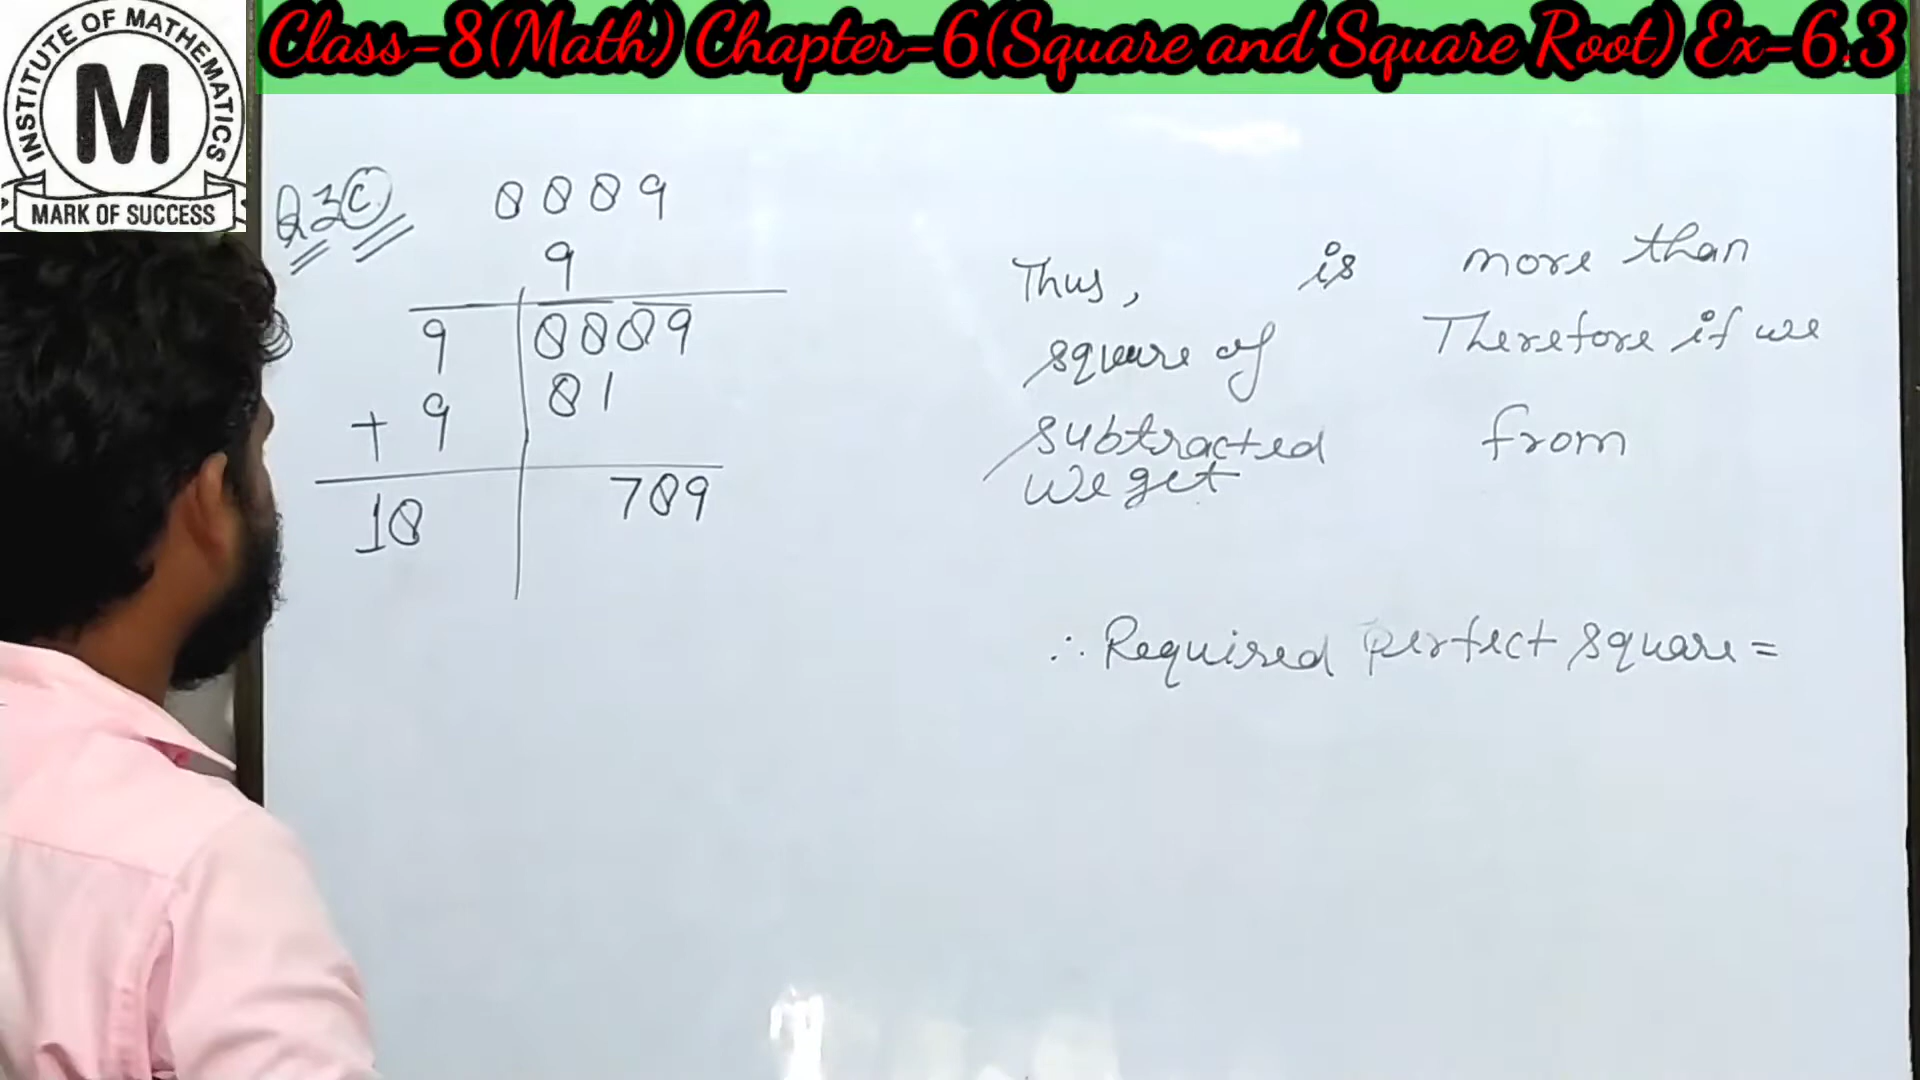 Class-8(Math) Chapter-6(Square and Square Root) Ex-6.3
INSTITUTE OF MATHEMATICS
M
MARK OF SUCCESS
Q3(C)
8889
9
9 8889
+ 9 81
18 789
Thus, is more than
square of Therefore if we
subtracted from
we get
∴ Required perfect square =